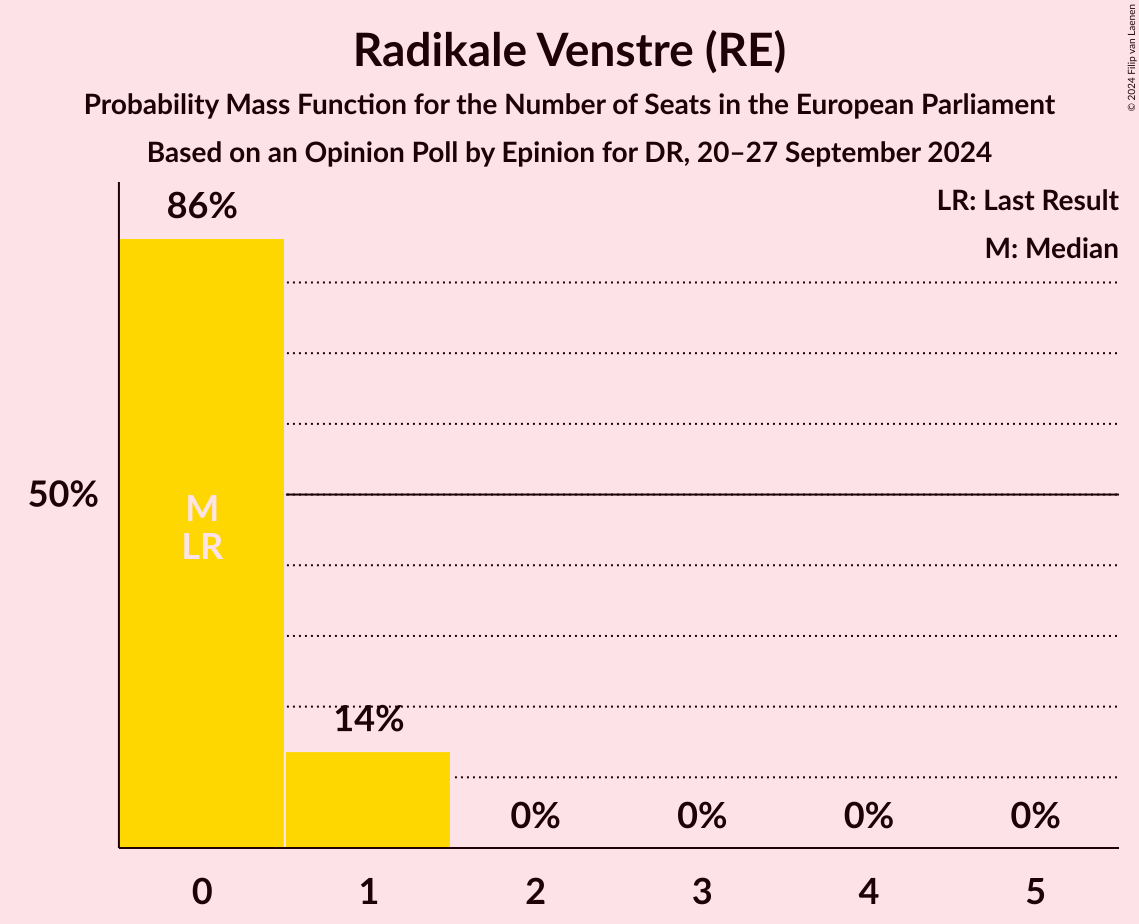 Radikale Venstre (RE)
Probability Mass Function for the Number of Seats in the European Parliament
Based on an Opinion Poll by Epinion for DR, 20–27 September 2024
© 2024 Filip van Laenen
LR: Last Result
M: Median
86%
50%
M
LR
14%
0%
0%
0%
0%
0
1
2
3
4
5